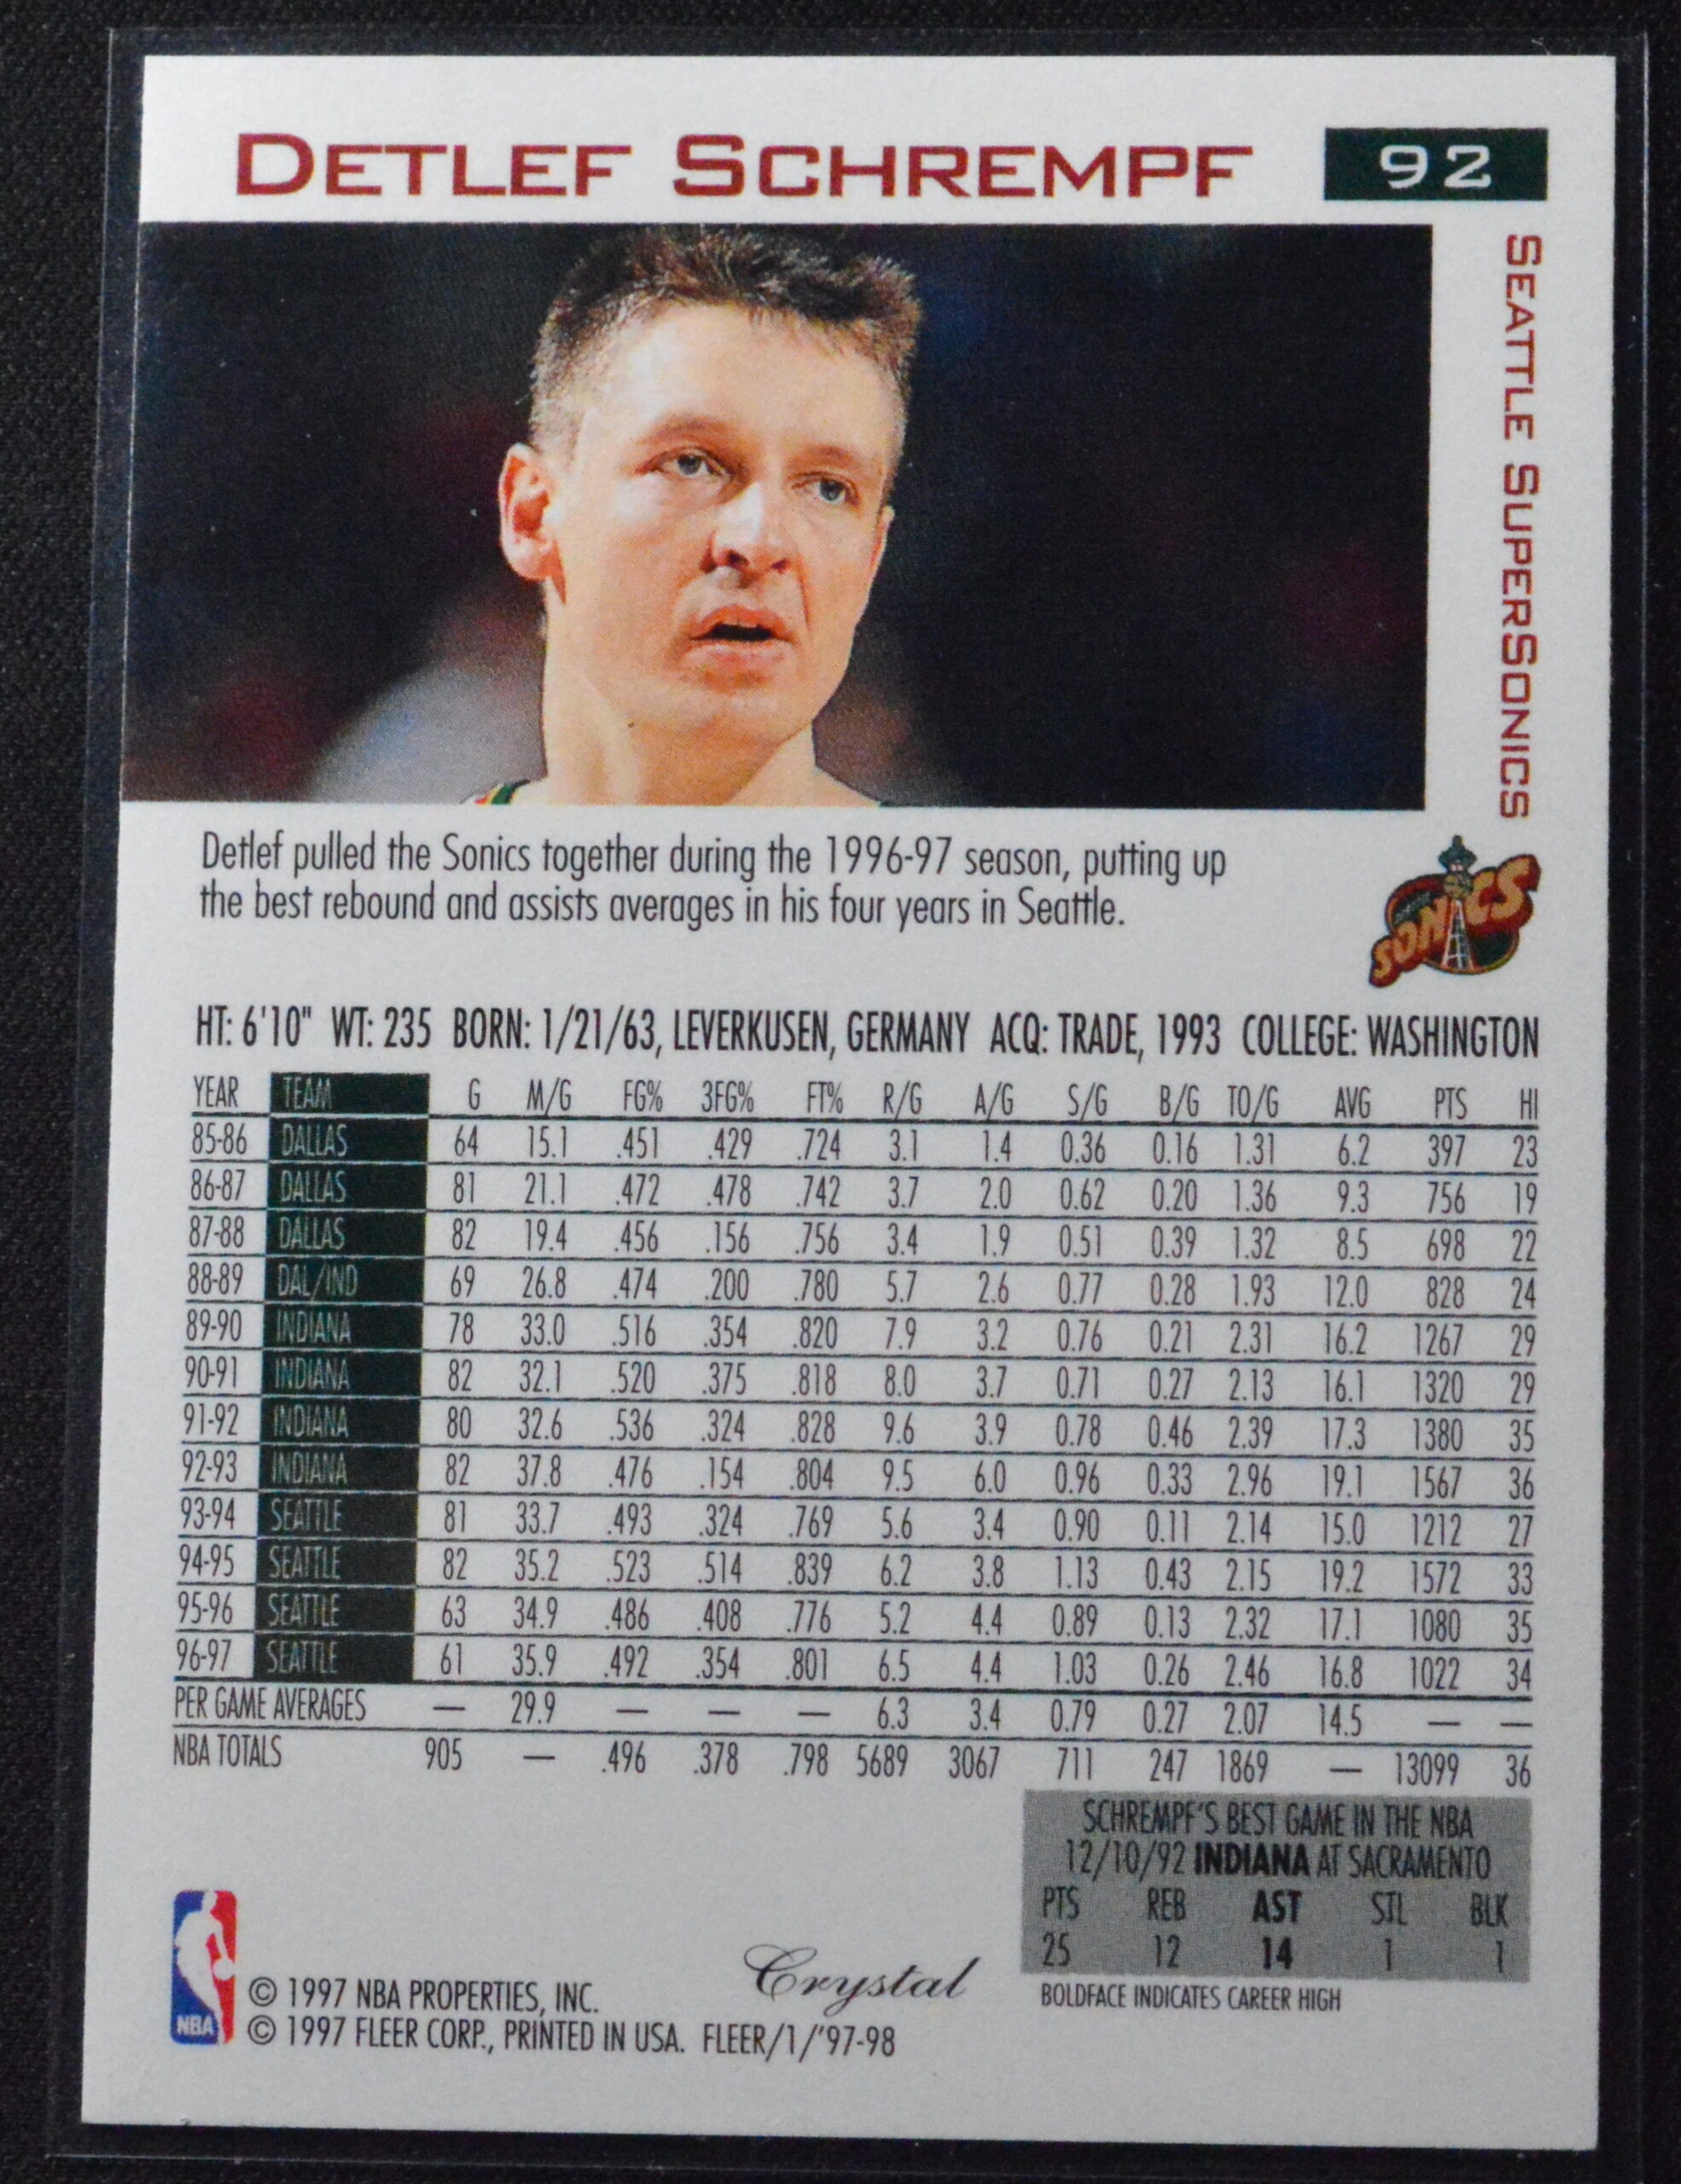 DETLEF SCHREMPF 92
SEATTLE SUPERSONICS
Detlef pulled the Sonics together during the 1996-97 season, putting up
the best rebound and assists averages in his four years in Seattle.
SONICS
HT: 6'10" WT: 235 BORN: 1/21/63, LEVERKUSEN, GERMANY ACQ: TRADE, 1993 COLLEGE: WASHINGTON
YEAR TEAM G M/G FG% 3FG% FT% R/G A/G S/G B/G TO/G AVG PTS HI
85-86 DALLAS 64 15.1 .451 .429 .724 3.1 1.4 0.36 0.16 1.31 6.2 397 23
86-87 DALLAS 81 21.1 .472 .478 .742 3.7 2.0 0.62 0.20 1.36 9.3 756 19
87-88 DALLAS 82 19.4 .456 .156 .756 3.4 1.9 0.51 0.39 1.32 8.5 698 22
88-89 DAL/IND 69 26.8 .474 .200 .780 5.7 2.6 0.77 0.28 1.93 12.0 828 24
89-90 INDIANA 78 33.0 .516 .354 .820 7.9 3.2 0.76 0.21 2.31 16.2 1267 29
90-91 INDIANA 82 32.1 .520 .375 .818 8.0 3.7 0.71 0.27 2.13 16.1 1320 29
91-92 INDIANA 80 32.6 .536 .324 .828 9.6 3.9 0.78 0.46 2.39 17.3 1380 35
92-93 INDIANA 82 37.8 .476 .154 .804 9.5 6.0 0.96 0.33 2.96 19.1 1567 36
93-94 SEATTLE 81 33.7 .493 .324 .769 5.6 3.4 0.90 0.11 2.14 15.0 1212 27
94-95 SEATTLE 82 35.2 .523 .514 .839 6.2 3.8 1.13 0.43 2.15 19.2 1572 33
95-96 SEATTLE 63 34.9 .486 .408 .776 5.2 4.4 0.89 0.13 2.32 17.1 1080 35
96-97 SEATTLE 61 35.9 .492 .354 .801 6.5 4.4 1.03 0.26 2.46 16.8 1022 34
PER GAME AVERAGES — 29.9 — — — 6.3 3.4 0.79 0.27 2.07 14.5 — —
NBA TOTALS 905 — .496 .378 .798 5689 3067 711 247 1869 — 13099 36
SCHREMPF'S BEST GAME IN THE NBA
12/10/92 INDIANA AT SACRAMENTO
PTS REB AST STL BLK
25 12 14 1 1
BOLDFACE INDICATES CAREER HIGH
Crystal
NBA
© 1997 NBA PROPERTIES, INC.
© 1997 FLEER CORP., PRINTED IN USA. FLEER/1/'97-98